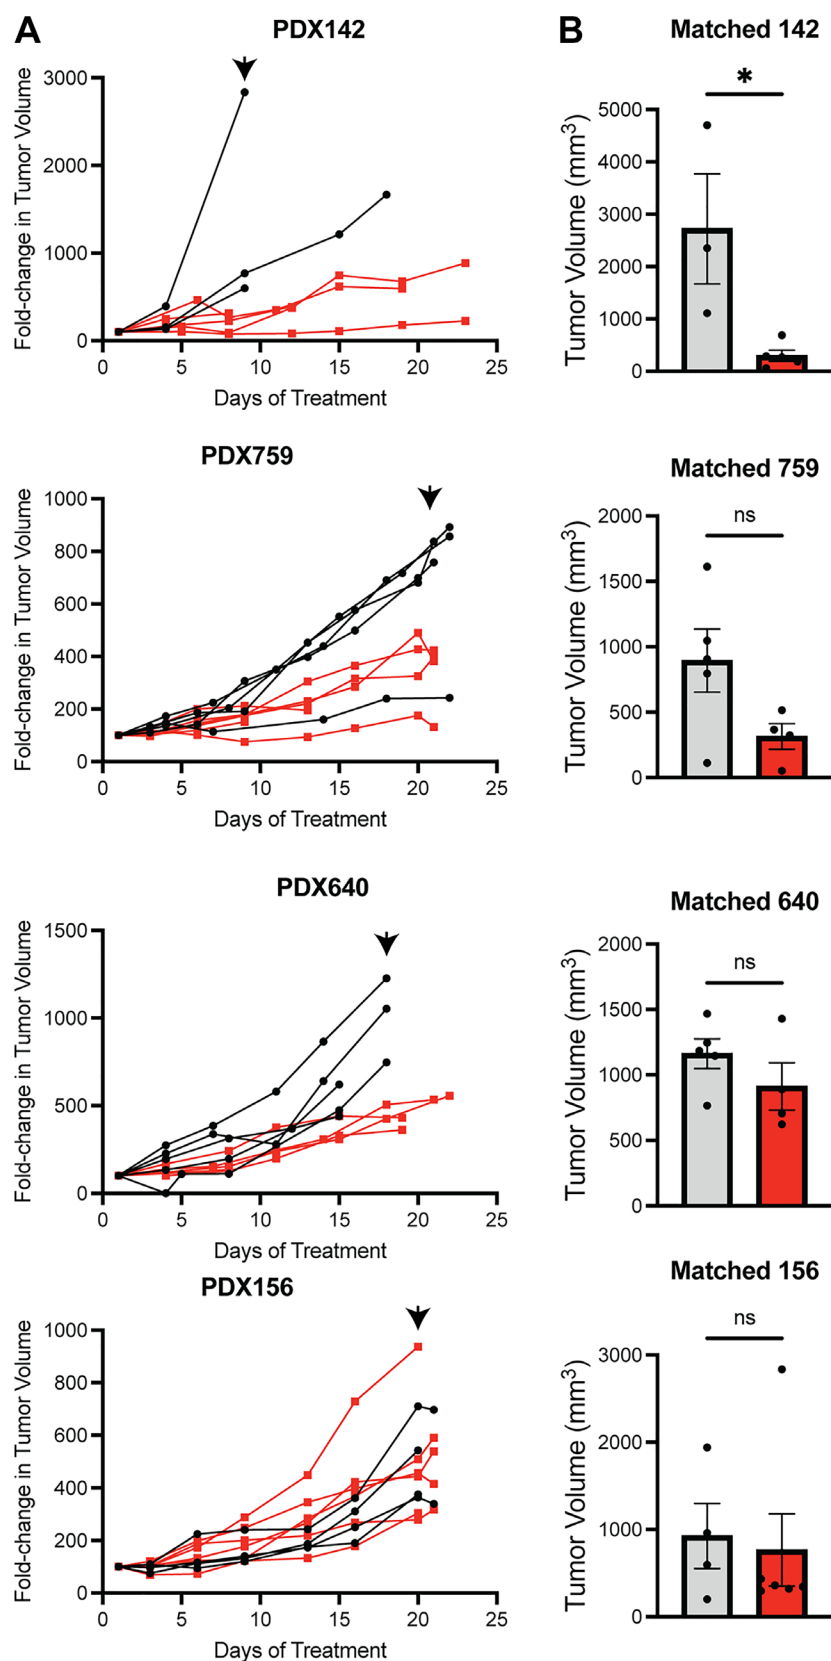 A
PDX142
Fold-change in Tumor Volume
3000
2000
1000
0
0 5 10 15 20 25
Days of Treatment
B
Matched 142
*
Tumor Volume (mm3)
5000
4000
3000
2000
1000
0
PDX759
Fold-change in Tumor Volume
1000
800
600
400
200
0
0 5 10 15 20 25
Days of Treatment
Matched 759
ns
Tumor Volume (mm3)
2000
1500
1000
500
0
PDX640
Fold-change in Tumor Volume
1500
1000
500
0
0 5 10 15 20 25
Days of Treatment
Matched 640
ns
Tumor Volume (mm3)
2000
1500
1000
500
0
PDX156
Fold-change in Tumor Volume
1000
800
600
400
200
0
0 5 10 15 20 25
Days of Treatment
Matched 156
ns
Tumor Volume (mm3)
3000
2000
1000
0